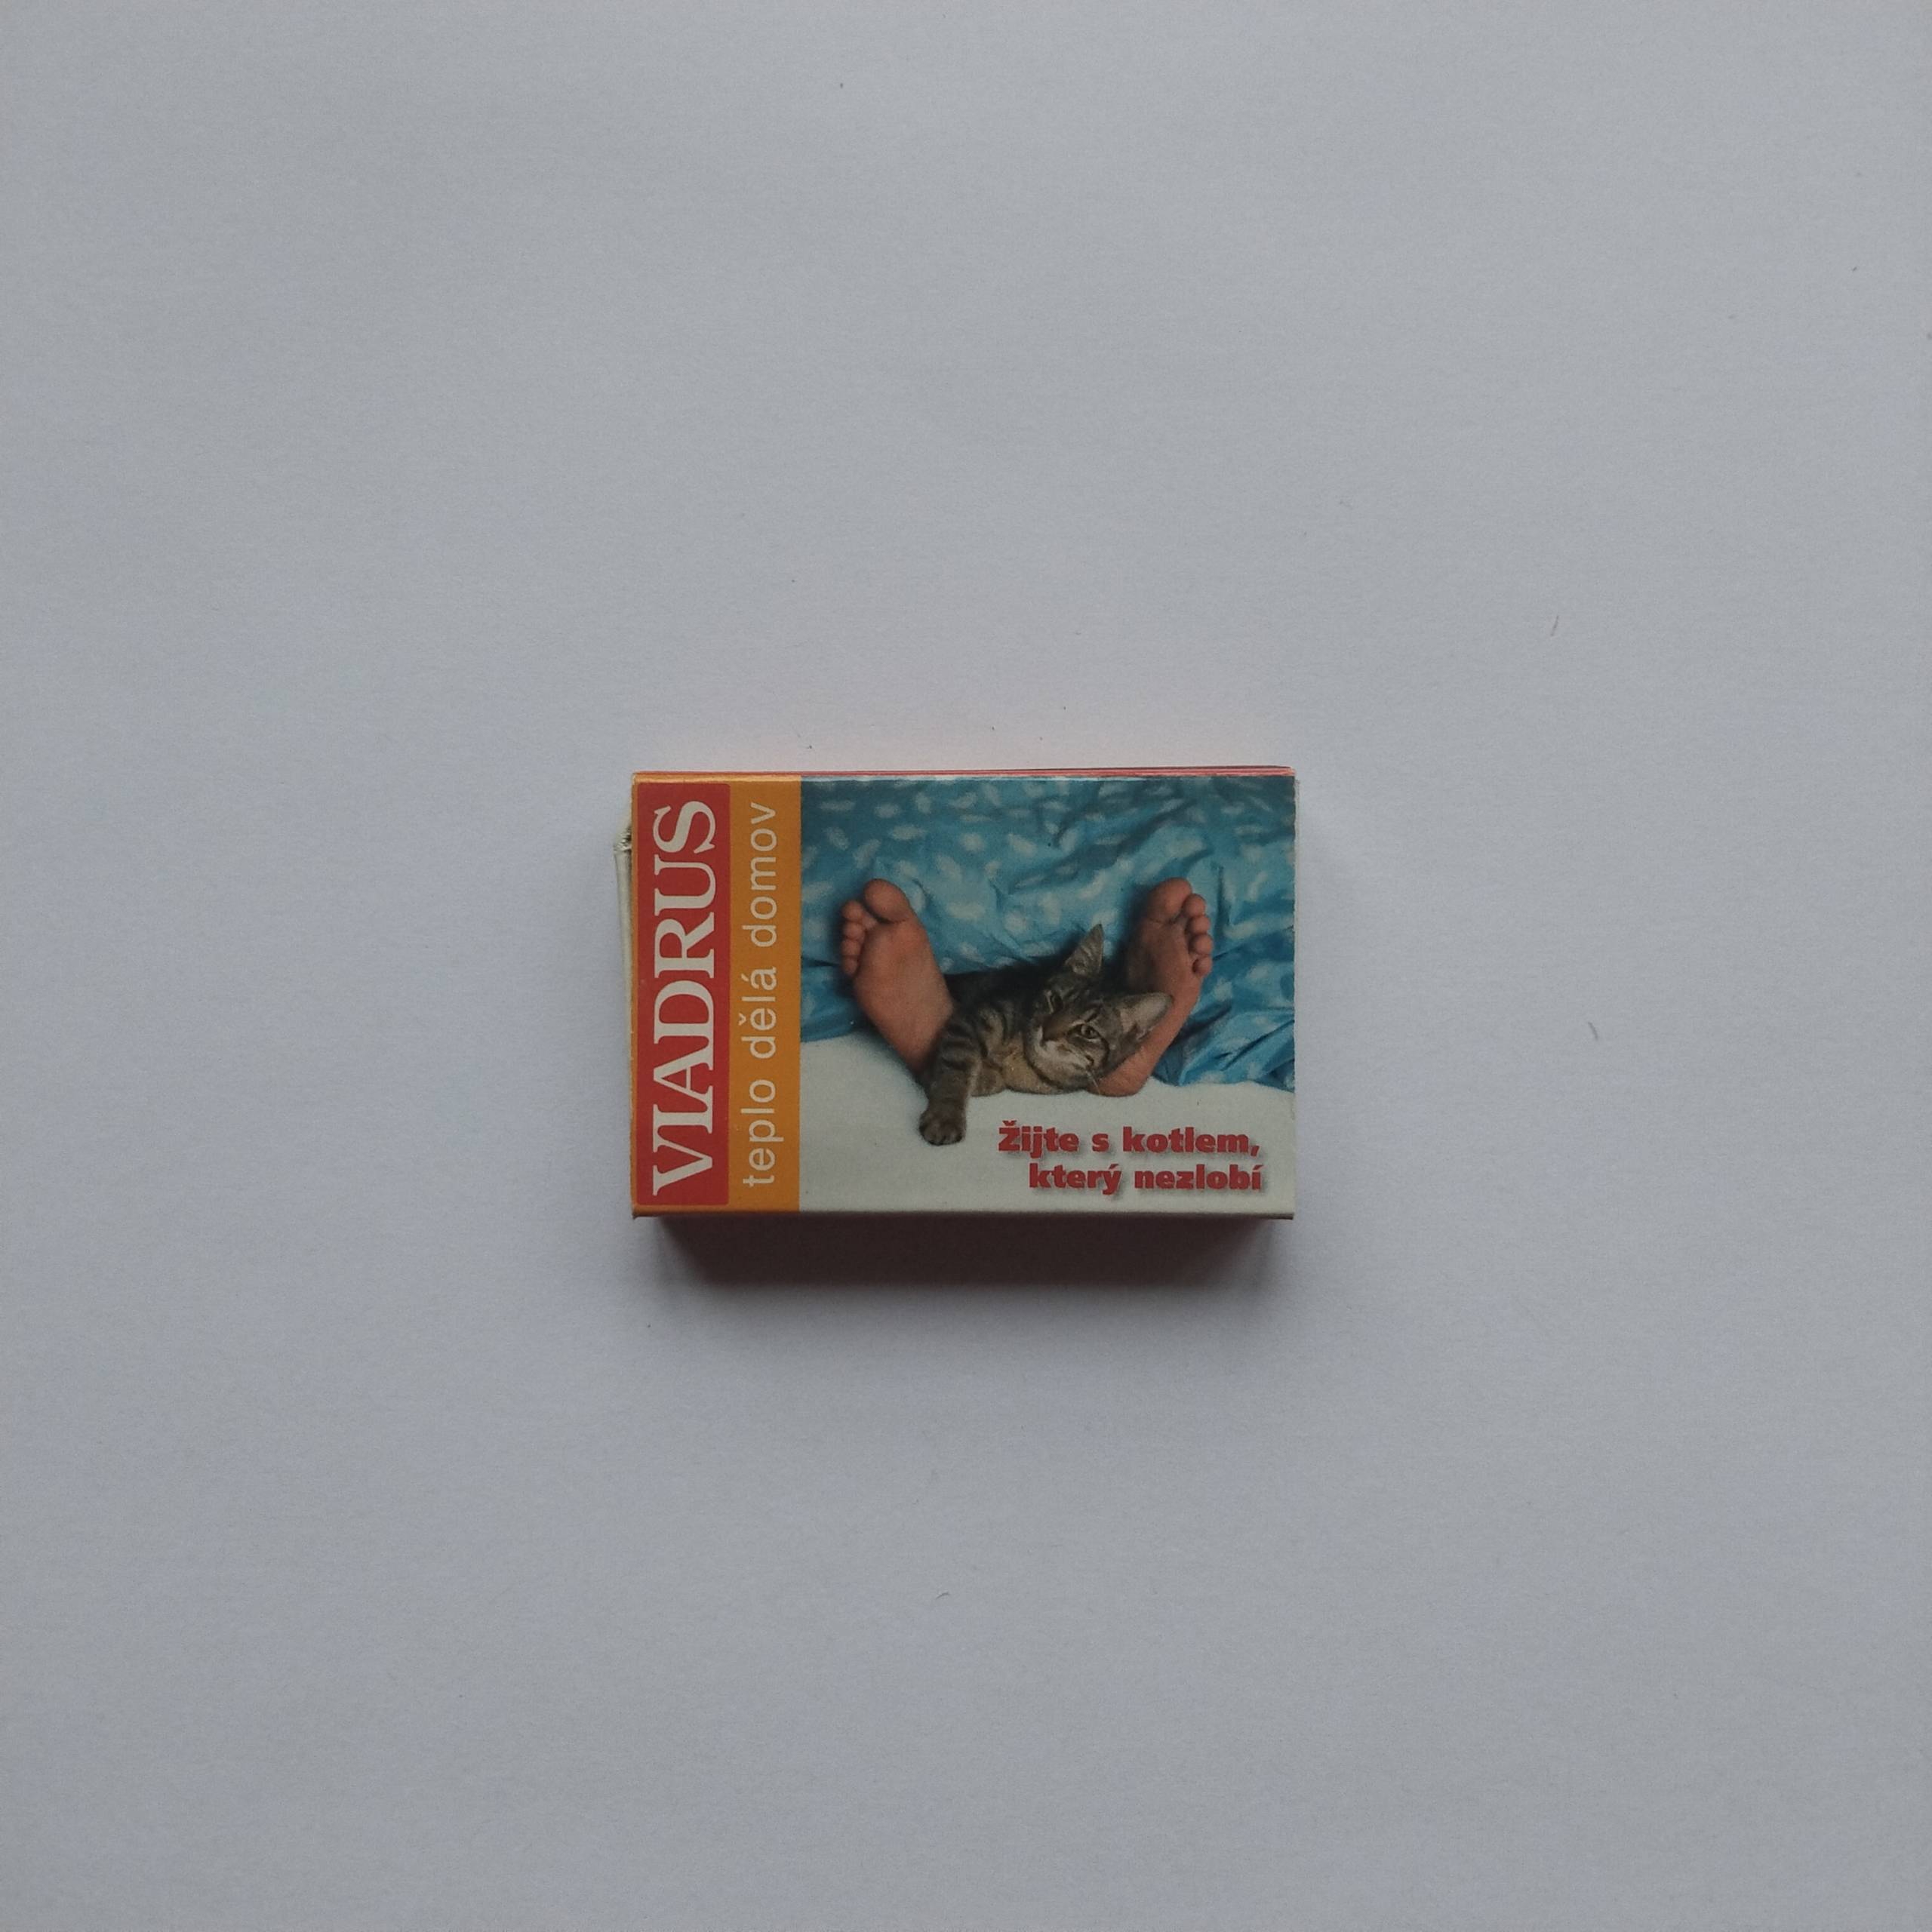 VIADRUS
teplo dělá domov
Žijte s kotlem,
který nezlobí